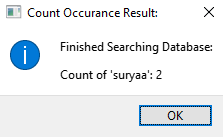 Count Occurance Result:
Finished Searching Database:
Count of 'suryaa': 2
OK